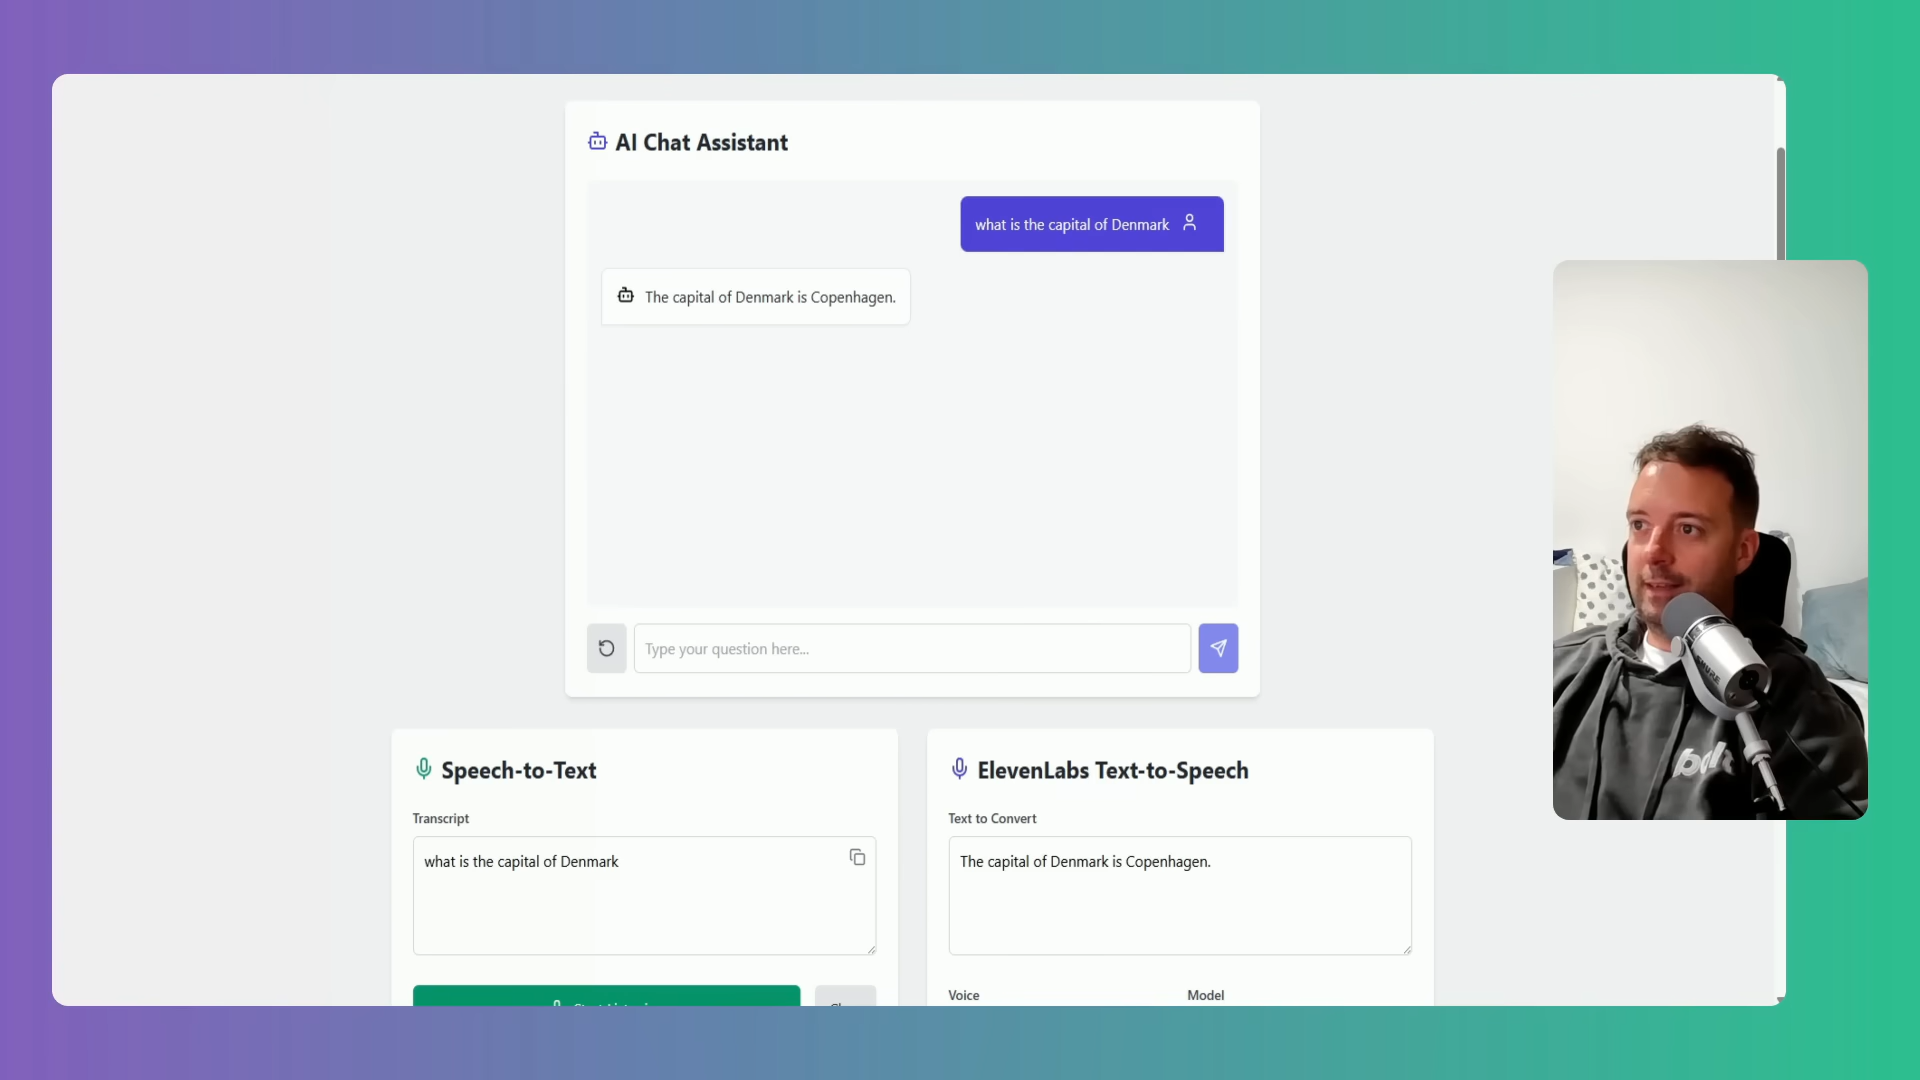 AI Chat Assistant
what is the capital of Denmark
The capital of Denmark is Copenhagen.
Type your question here...
Speech-to-Text
Transcript
what is the capital of Denmark
ElevenLabs Text-to-Speech
Text to Convert
The capital of Denmark is Copenhagen.
Voice
Model
SHURE